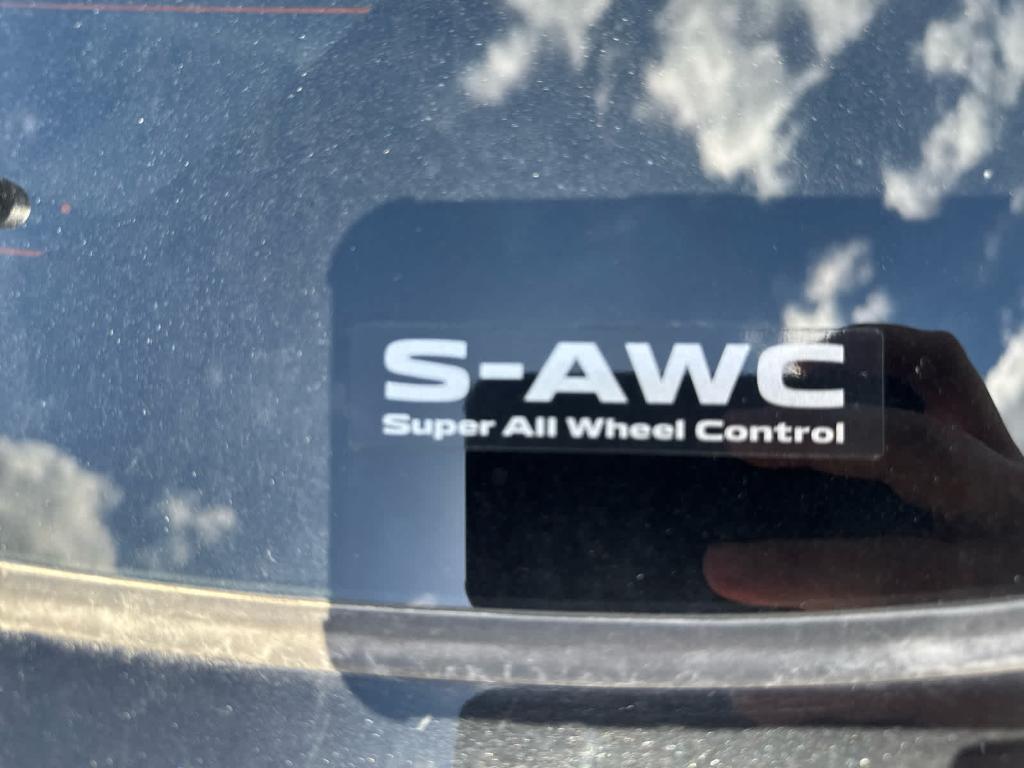 S-AWC
Super All Wheel Control